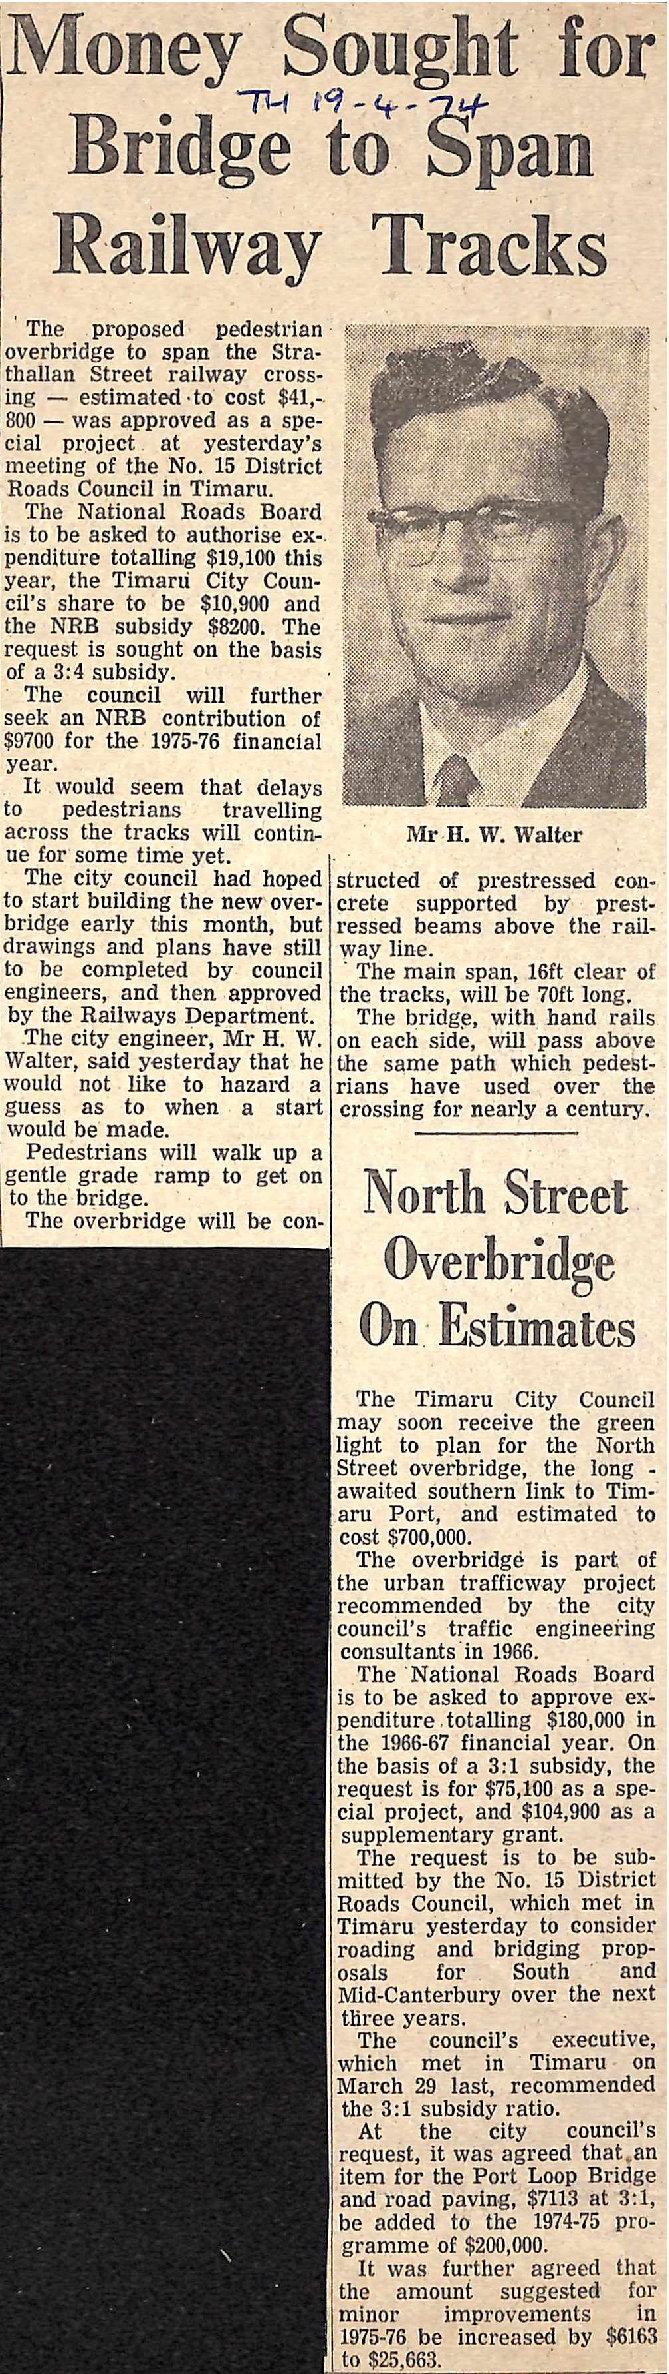 Money Sought for
TH 19-4-74
Bridge to Span
Railway Tracks
The proposed pedestrian
overbridge to span the Stra-
thallan Street railway cross-
ing — estimated to cost $41,-
800 — was approved as a spe-
cial project at yesterday's
meeting of the No. 15 District
Roads Council in Timaru.
The National Roads Board
is to be asked to authorise ex-
penditure totalling $19,100 this
year, the Timaru City Coun-
cil's share to be $10,900 and
the NRB subsidy $8200. The
request is sought on the basis
of a 3:4 subsidy.
The council will further
seek an NRB contribution of
$9700 for the 1975-76 financial
year.
It would seem that delays
to pedestrians travelling
across the tracks will contin-
ue for some time yet.
The city council had hoped
to start building the new over-
bridge early this month, but
drawings and plans have still
to be completed by council
engineers, and then approved
by the Railways Department.
The city engineer, Mr H. W.
Walter, said yesterday that he
would not like to hazard a
guess as to when a start
would be made.
Pedestrians will walk up a
gentle grade ramp to get on
to the bridge.
The overbridge will be con-
Mr H. W. Walter
structed of prestressed con-
crete supported by prest-
ressed beams above the rail-
way line.
The main span, 16ft clear of
the tracks, will be 70ft long.
The bridge, with hand rails
on each side, will pass above
the same path which pedest-
rians have used over the
crossing for nearly a century.
North Street
Overbridge
On Estimates
The Timaru City Council
may soon receive the green
light to plan for the North
Street overbridge, the long -
awaited southern link to Tim-
aru Port, and estimated to
cost $700,000.
The overbridge is part of
the urban trafficway project
recommended by the city
council's traffic engineering
consultants in 1966.
The National Roads Board
is to be asked to approve ex-
penditure totalling $180,000 in
the 1966-67 financial year. On
the basis of a 3:1 subsidy, the
request is for $75,100 as a spe-
cial project, and $104,900 as a
supplementary grant.
The request is to be sub-
mitted by the No. 15 District
Roads Council, which met in
Timaru yesterday to consider
roading and bridging prop-
osals for South and
Mid-Canterbury over the next
three years.
The council's executive,
which met in Timaru on
March 29 last, recommended
the 3:1 subsidy ratio.
At the city council's
request, it was agreed that an
item for the Port Loop Bridge
and road paving, $7113 at 3:1,
be added to the 1974-75 pro-
gramme of $200,000.
It was further agreed that
the amount suggested for
minor improvements in
1975-76 be increased by $6163
to $25,663.